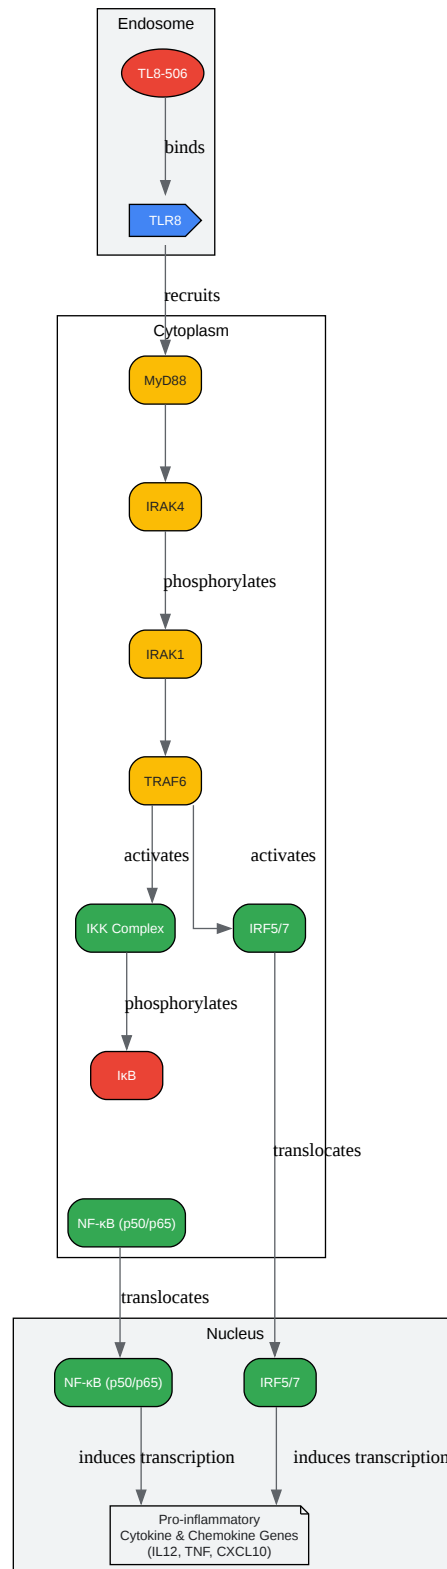 Endosome
TL8-506
binds
TLR8
recruits
Cytoplasm
MyD88
IRAK4
phosphorylates
IRAK1
TRAF6
activates
activates
IKK Complex
IRF5/7
phosphorylates
IκB
translocates
NF-κB (p50/p65)
translocates
Nucleus
NF-κB (p50/p65)
IRF5/7
induces transcription
induces transcription
Pro-inflammatory
Cytokine & Chemokine Genes
(IL12, TNF, CXCL10)